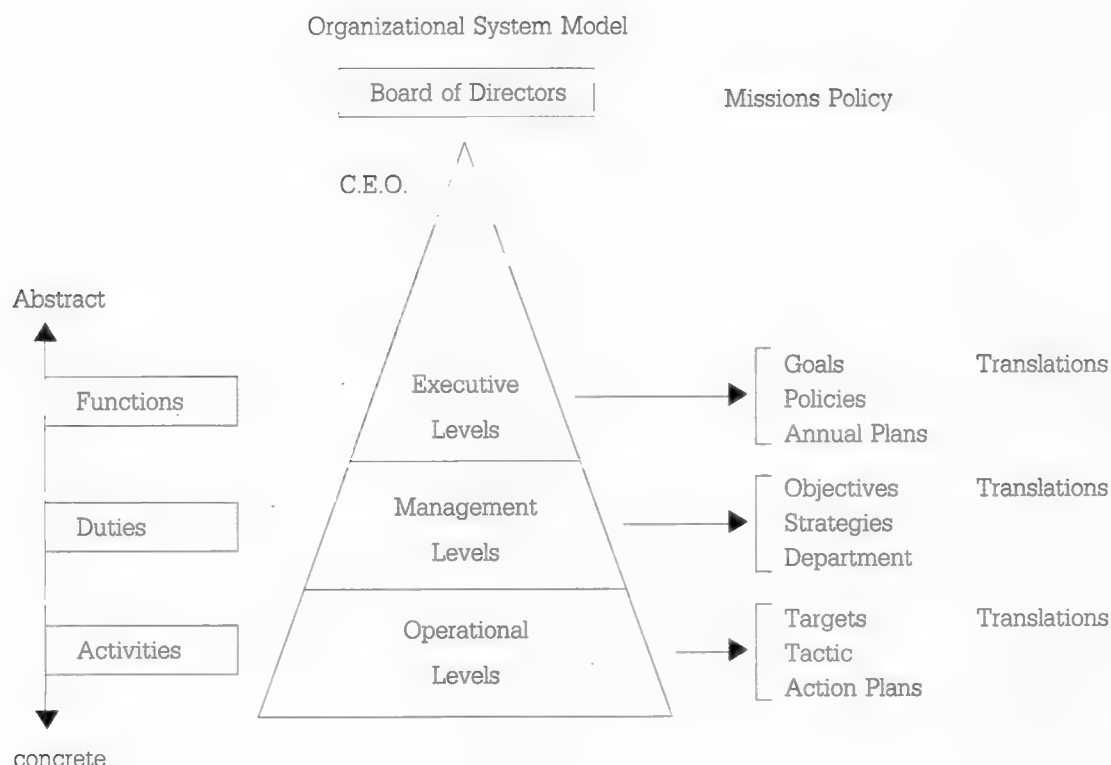 Organizational System Model
Board of Directors
Missions Policy
C.E.O.
Abstract
Functions
Executive
Levels
Goals
Translations
Policies
Annual Plans
Duties
Management
Levels
Objectives
Translations
Strategies
Department
Activities
Operational
Levels
Targets
Translations
Tactic
Action Plans
concrete